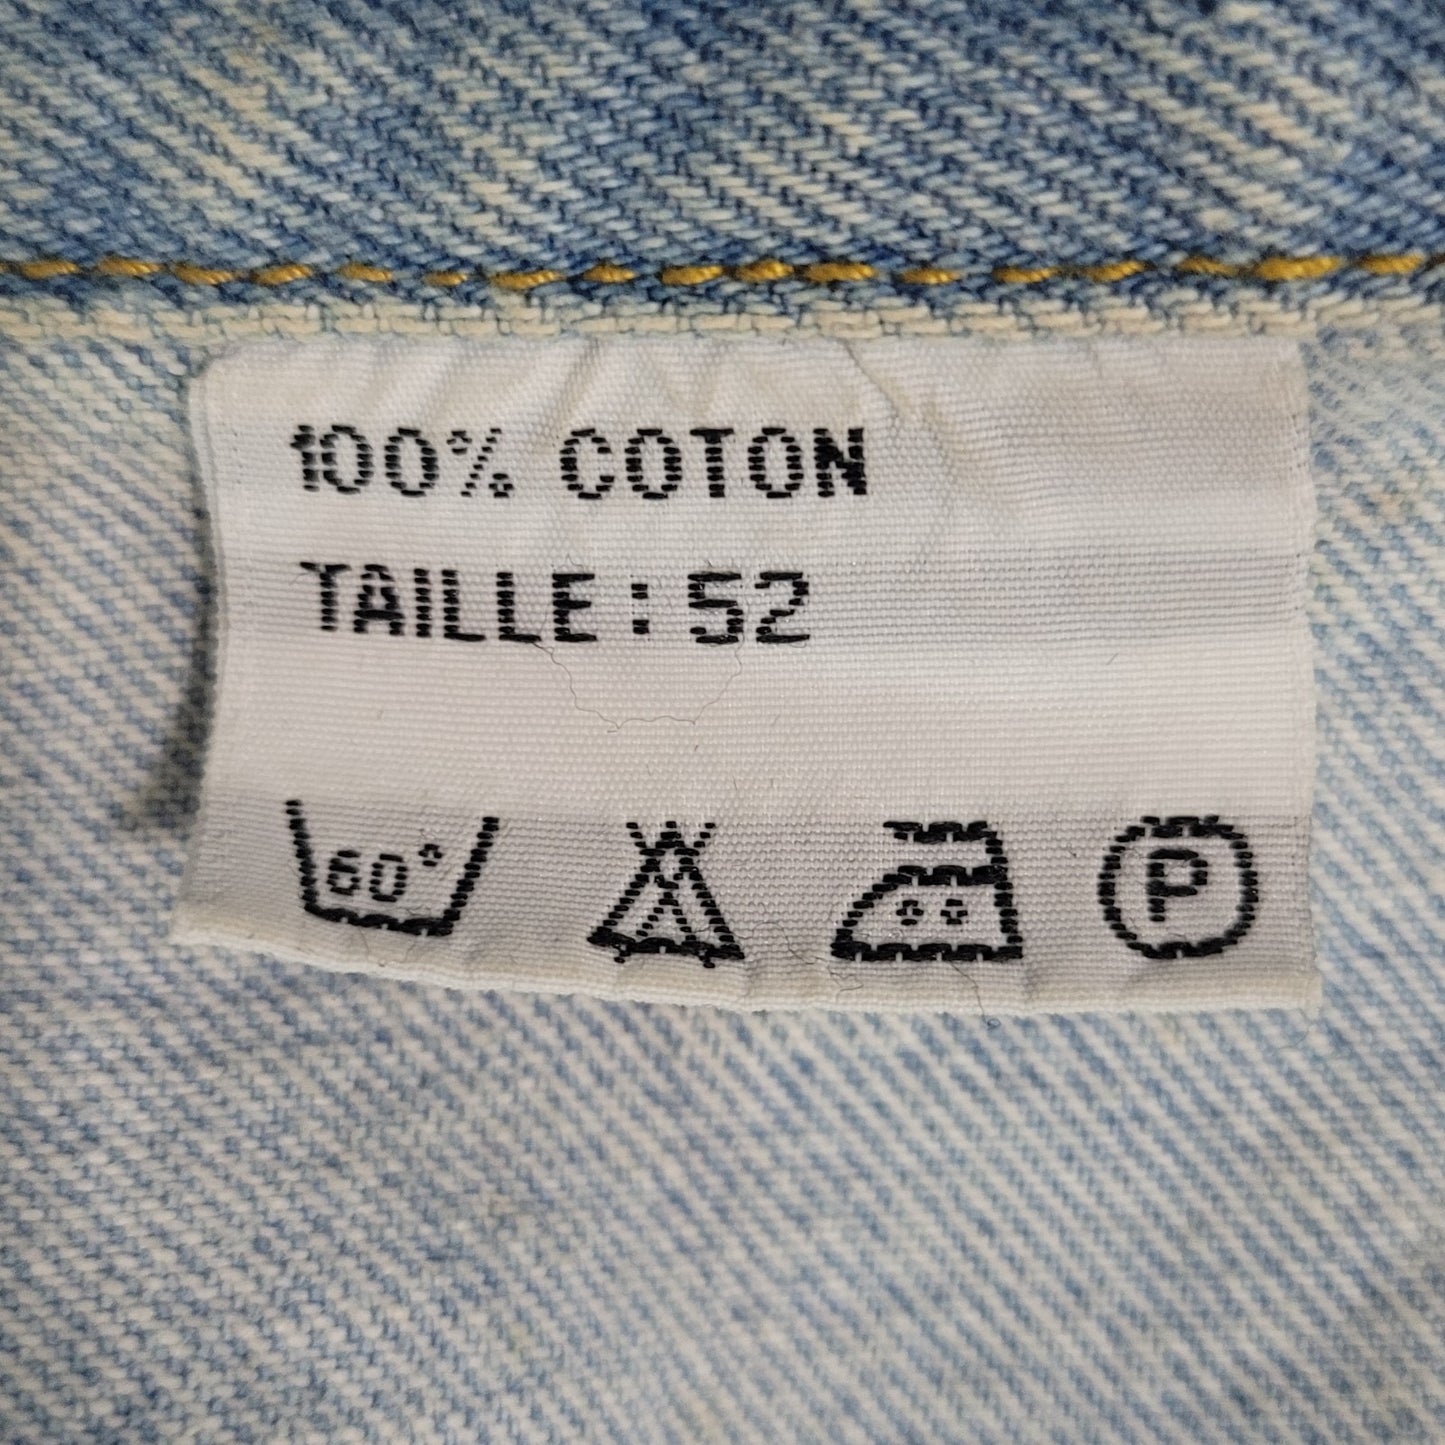 100% COTON
TAILLE : 52
60° P